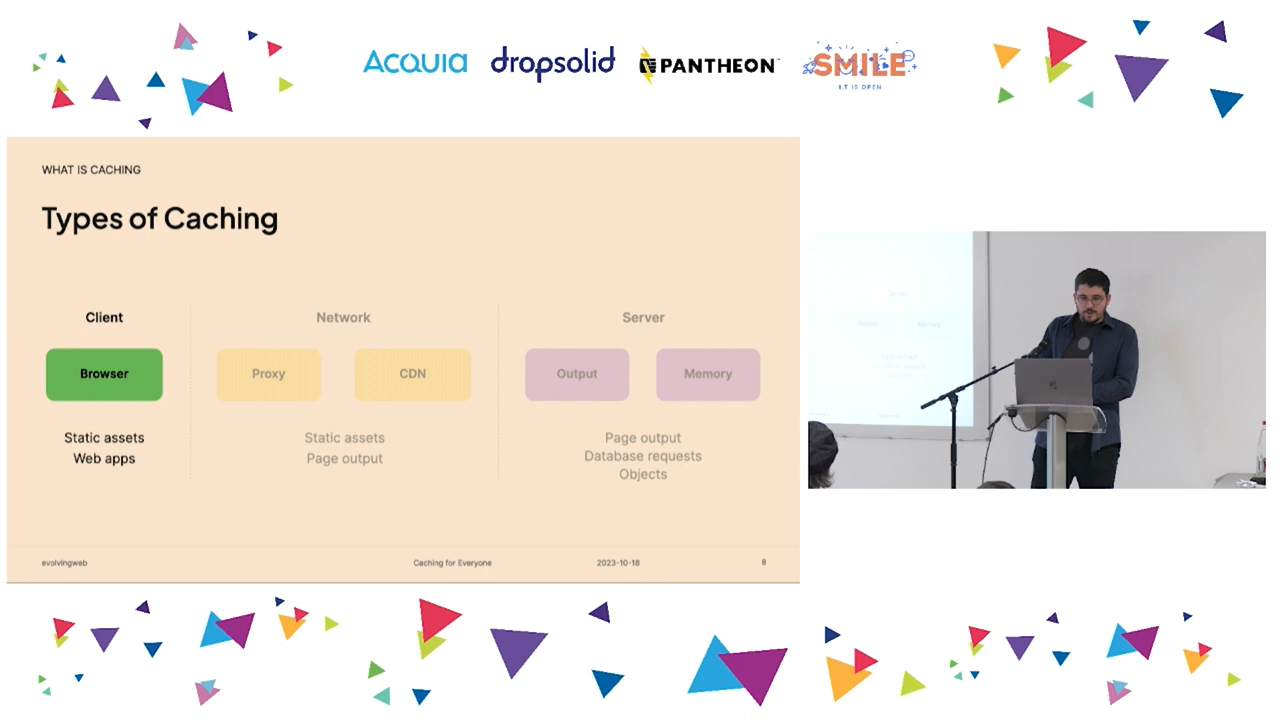 ACQUIA dropsolid PANTHEON SMILE
I.T IS OPEN
WHAT IS CACHING
Types of Caching
Client Network Server
Browser Proxy CDN Output Memory
Static assets
Web apps
Static assets
Page output
Page output
Database requests
Objects
evolvingweb Caching for Everyone 2023-10-18 8
Server